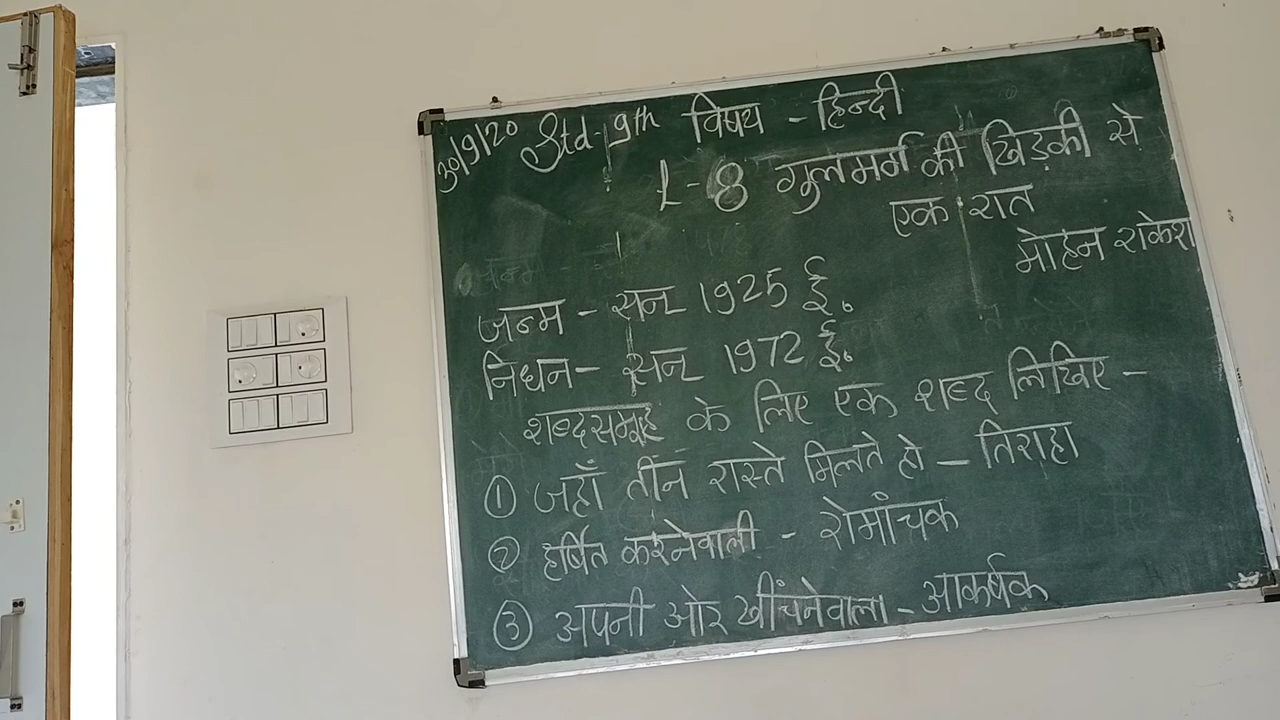 30/9/20 Std-9th विषय - हिन्दी
L-8 गुलमर्ग की खिड़की से
एक रात
मोहन राकेश
जन्म - सन् 1925 ई.
निधन - सन् 1972 ई.
शब्दसमूह के लिए एक शब्द लिखिए -
① जहाँ तीन रास्ते मिलते हो - तिराहा
② हर्षित करनेवाली - रोमांचक
③ अपनी ओर खींचनेवाला - आकर्षक